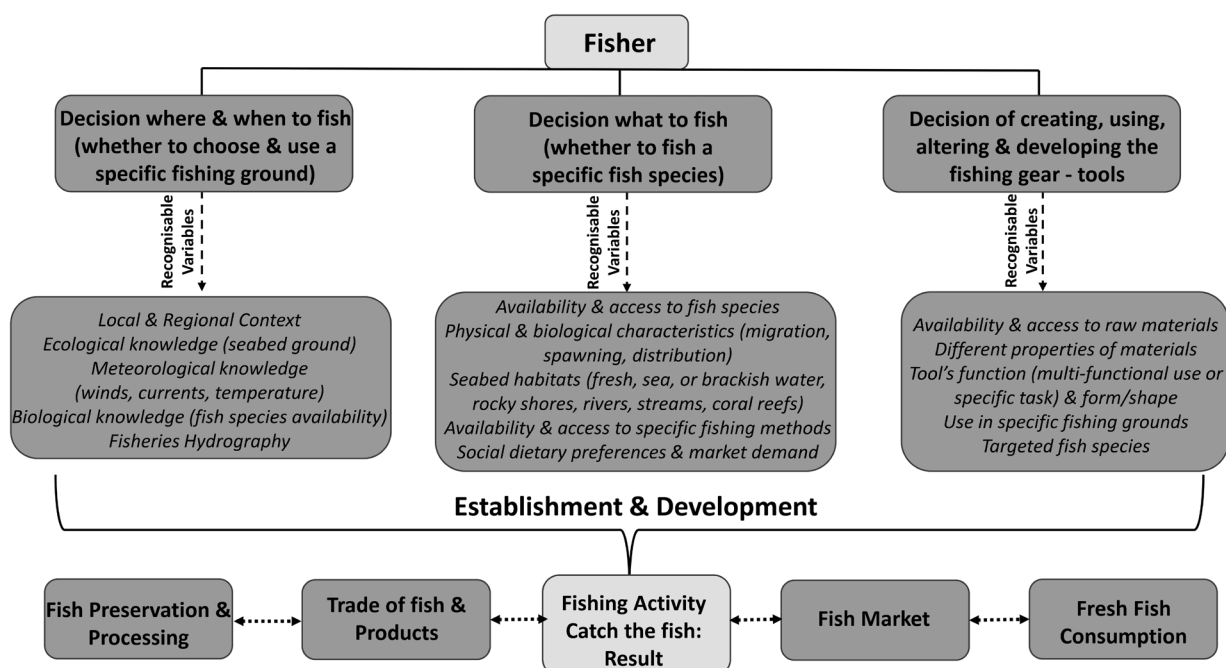 Fisher
Decision where & when to fish
(whether to choose & use a
specific fishing ground)
Decision what to fish
(whether to fish a
specific fish species)
Decision of creating, using,
altering & developing the
fishing gear - tools
Recognisable
Variables
Recognisable
Variables
Recognisable
Variables
Local & Regional Context
Ecological knowledge (seabed ground)
Meteorological knowledge
(winds, currents, temperature)
Biological knowledge (fish species availability)
Fisheries Hydrography
Availability & access to fish species
Physical & biological characteristics (migration,
spawning, distribution)
Seabed habitats (fresh, sea, or brackish water,
rocky shores, rivers, streams, coral reefs)
Availability & access to specific fishing methods
Social dietary preferences & market demand
Availability & access to raw materials
Different properties of materials
Tool's function (multi-functional use or
specific task) & form/shape
Use in specific fishing grounds
Targeted fish species
Establishment & Development
Fish Preservation &
Processing
Trade of fish &
Products
Fishing Activity
Catch the fish:
Result
Fish Market
Fresh Fish
Consumption